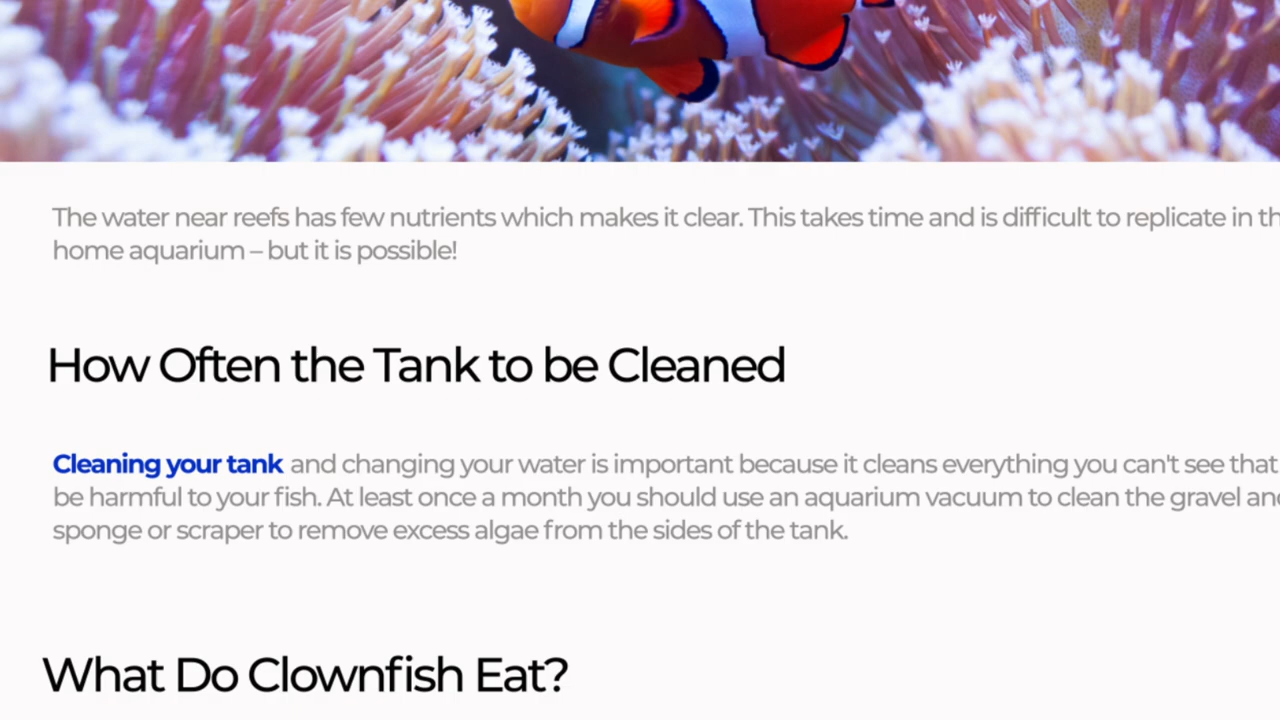 The water near reefs has few nutrients which makes it clear. This takes time and is difficult to replicate in
home aquarium – but it is possible!
How Often the Tank to be Cleaned
Cleaning your tank and changing your water is important because it cleans everything you can't see that
be harmful to your fish. At least once a month you should use an aquarium vacuum to clean the gravel
sponge or scraper to remove excess algae from the sides of the tank.
What Do Clownfish Eat?